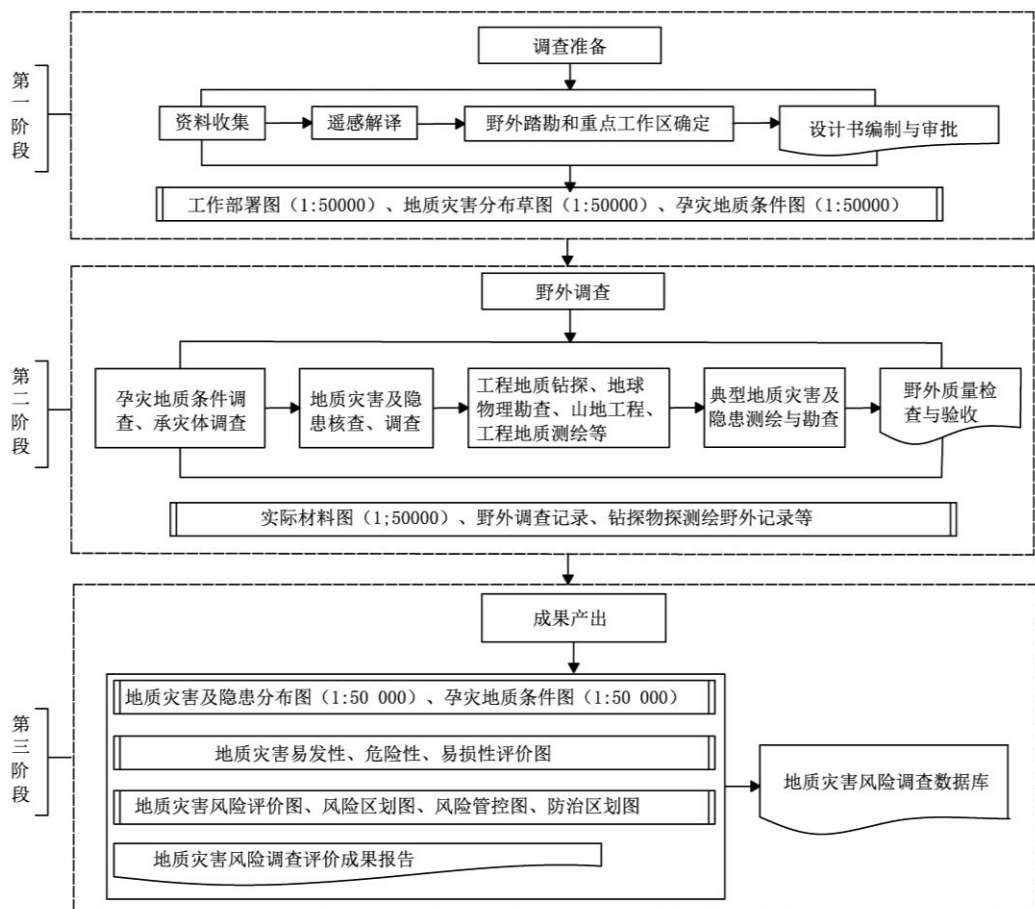 第一阶段
调查准备
资料收集
遥感解译
野外踏勘和重点工作区确定
设计书编制与审批
工作部署图（1:50000）、地质灾害分布草图（1:50000）、孕灾地质条件图（1:50000）
第二阶段
野外调查
孕灾地质条件调
查、承灾体调查
地质灾害及隐
患核查、调查
工程地质钻探、地球
物理勘查、山地工程、
工程地质测绘等
典型地质灾害及
隐患测绘与勘查
野外质量检
查与验收
实际材料图（1;50000）、野外调查记录、钻探物探测绘野外记录等
第三阶段
成果产出
地质灾害及隐患分布图（1:50 000）、孕灾地质条件图（1:50 000）
地质灾害易发性、危险性、易损性评价图
地质灾害风险评价图、风险区划图、风险管控图、防治区划图
地质灾害风险调查评价成果报告
地质灾害风险调查数据库